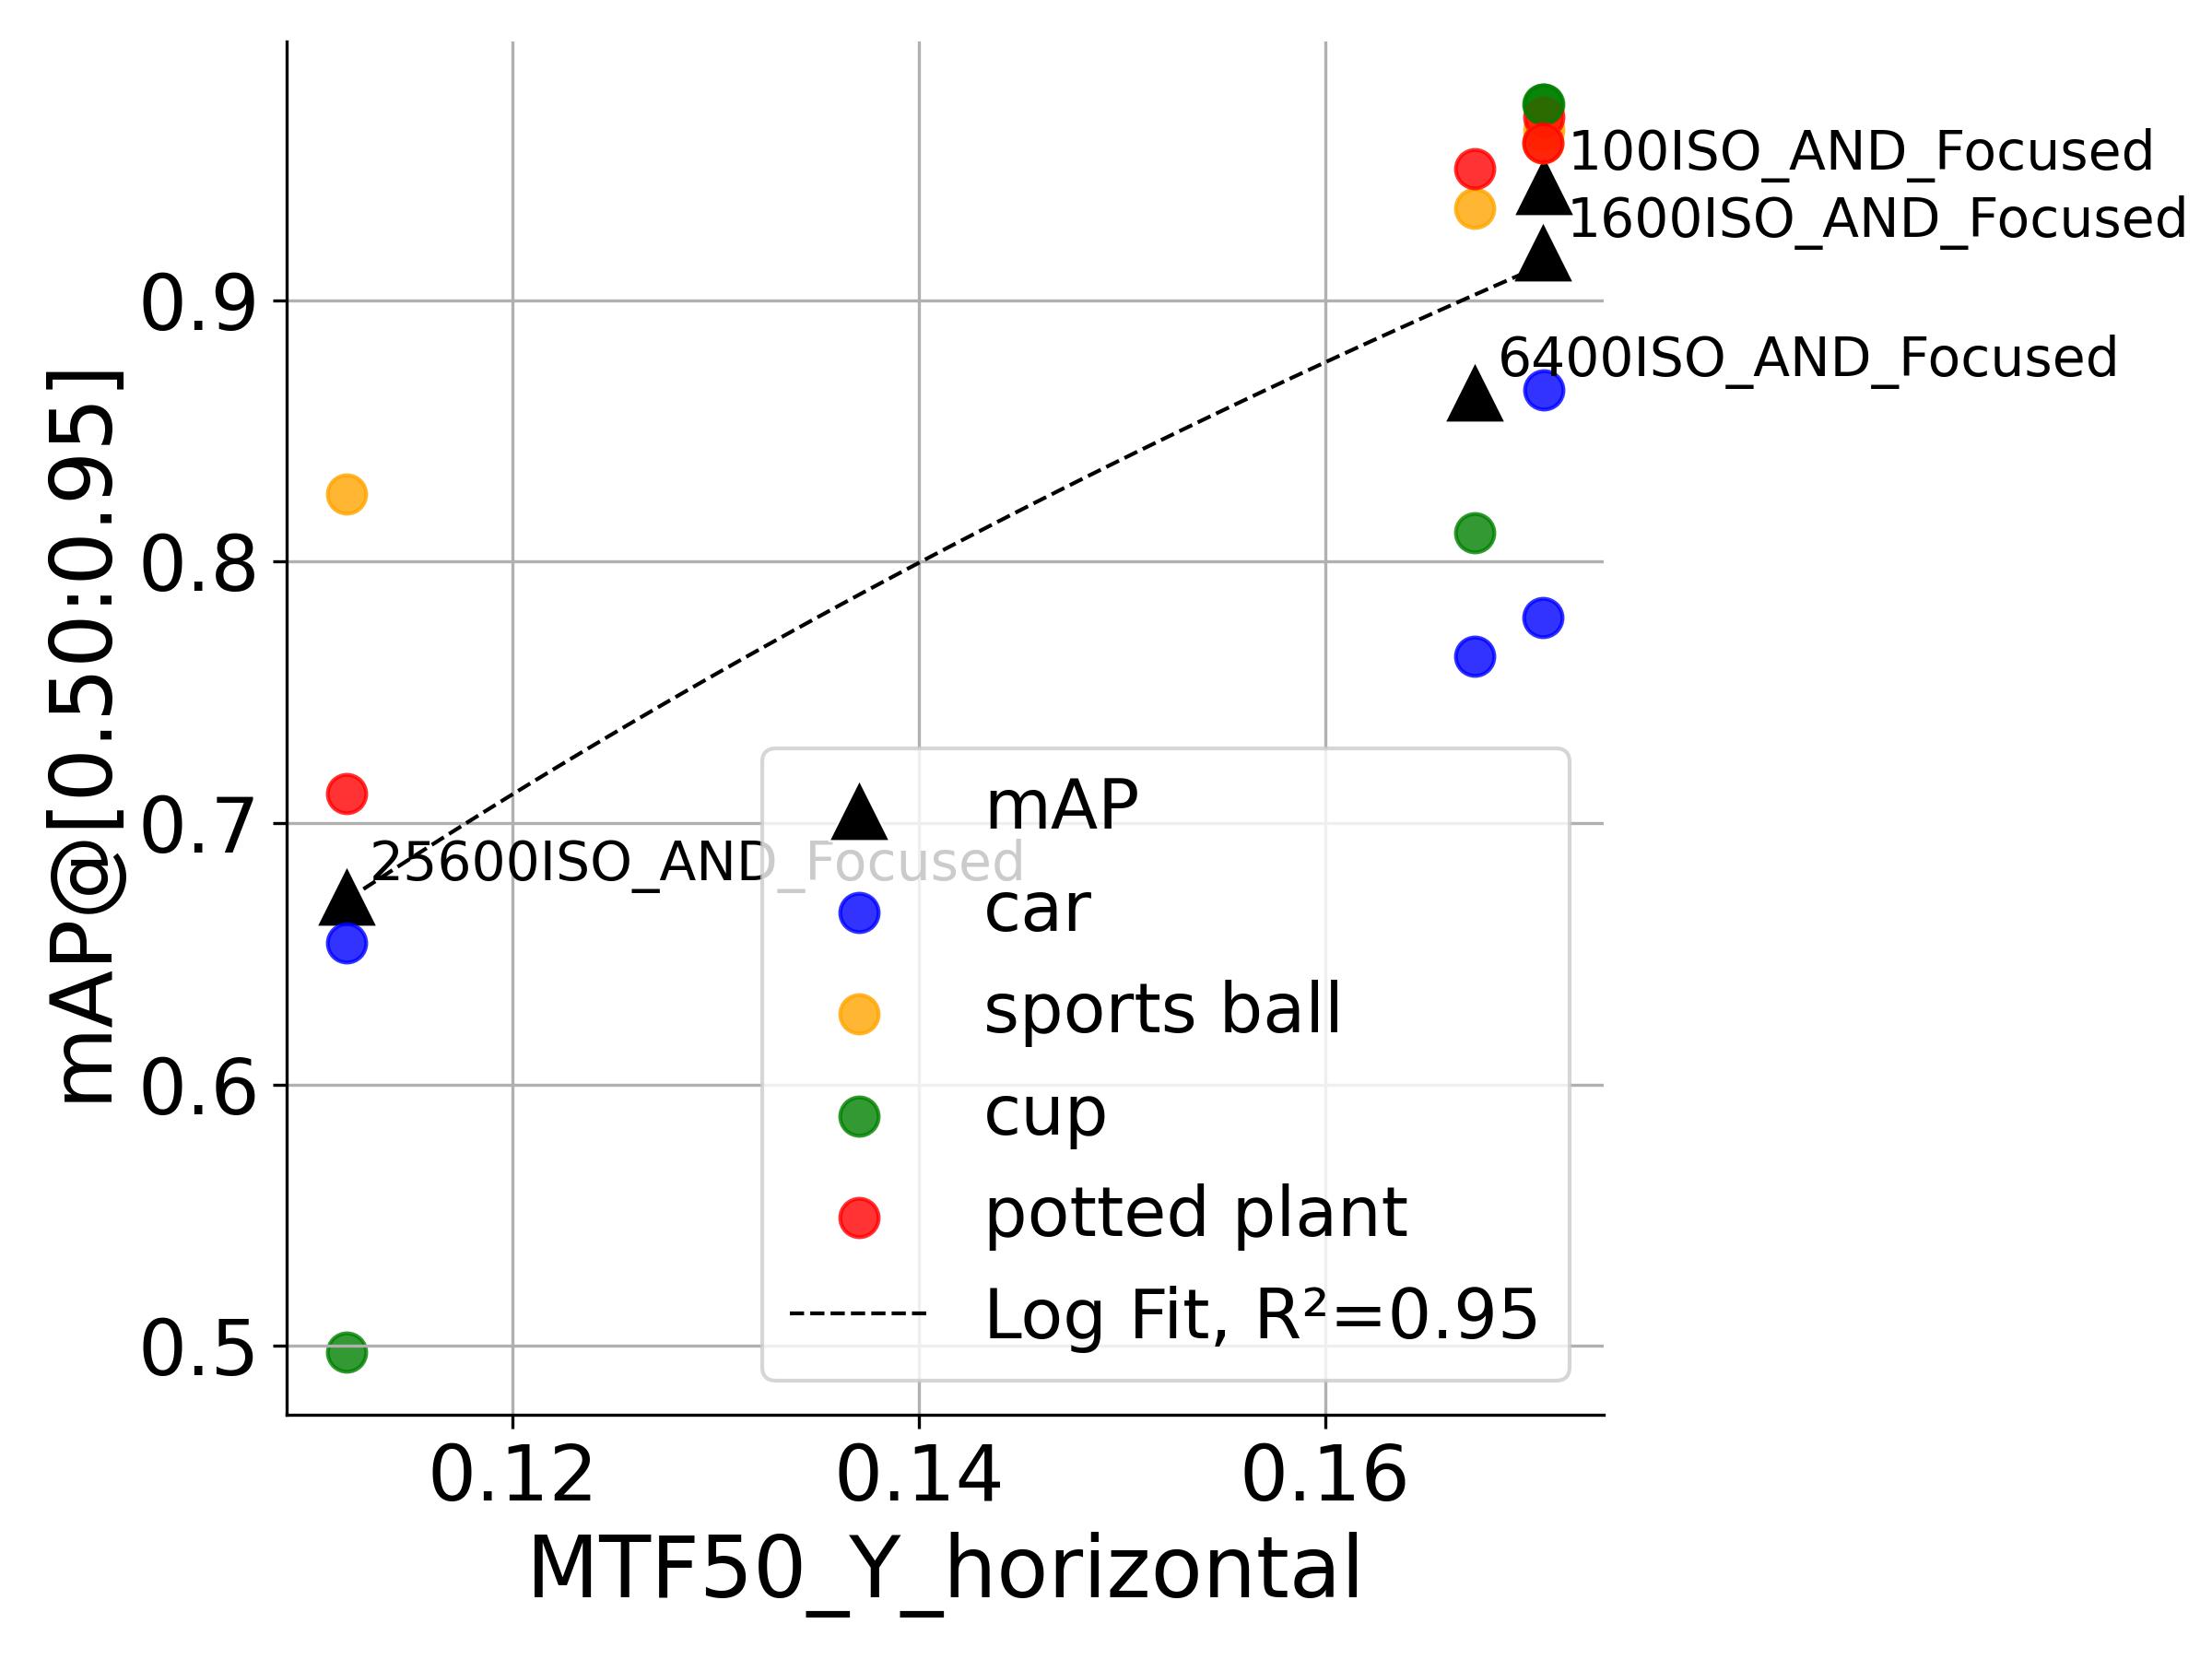 mAP@[0.50:0.95]
0.9
0.8
0.7
0.6
0.5
100ISO_AND_Focused
1600ISO_AND_Focused
6400ISO_AND_Focused
25600ISO_AND_Focused
mAP
car
sports ball
cup
potted plant
Log Fit, R²=0.95
0.12 0.14 0.16
MTF50_Y_horizontal